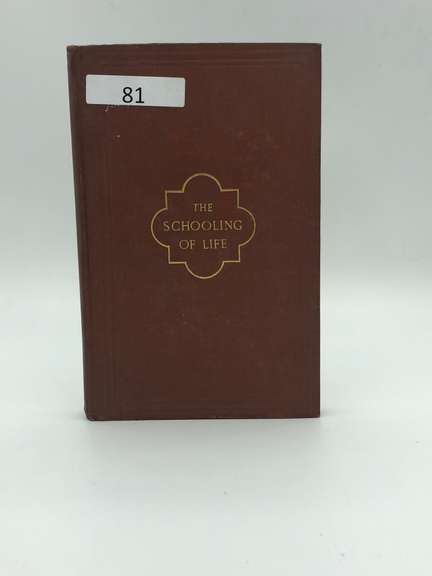 81
THE
SCHOOLING
OF LIFE